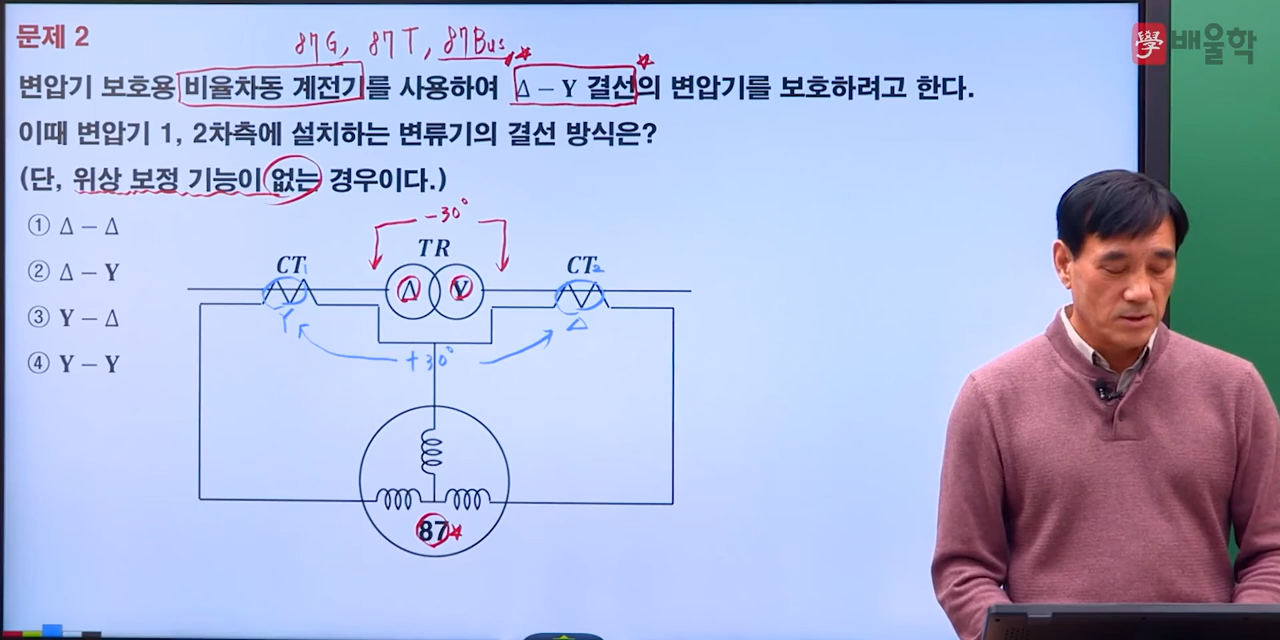 문제 2
87G, 87T, 87Bus,
學 배울학
변압기 보호용 비율차동 계전기를 사용하여 Δ – Y 결선의 변압기를 보호하려고 한다.
이때 변압기 1, 2차측에 설치하는 변류기의 결선 방식은?
(단, 위상 보정 기능이 없는 경우이다.)
① Δ – Δ
② Δ – Y
③ Y – Δ
④ Y – Y
-30°
TR
CT1
CT2
Δ Y
Y
Δ
+30°
87